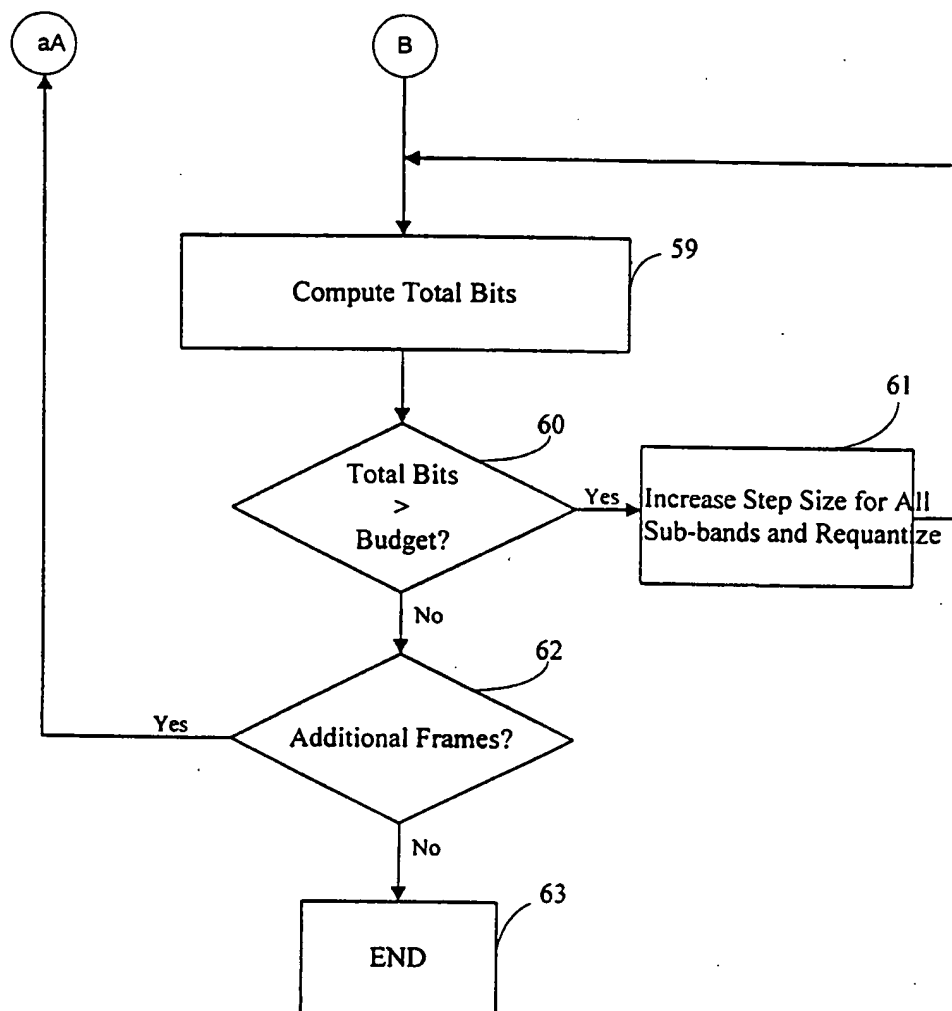 aA
B
59
Compute Total Bits
60
61
Total Bits
>
Budget?
Yes
Increase Step Size for All
Sub-bands and Requantize
No
62
Yes
Additional Frames?
No
63
END